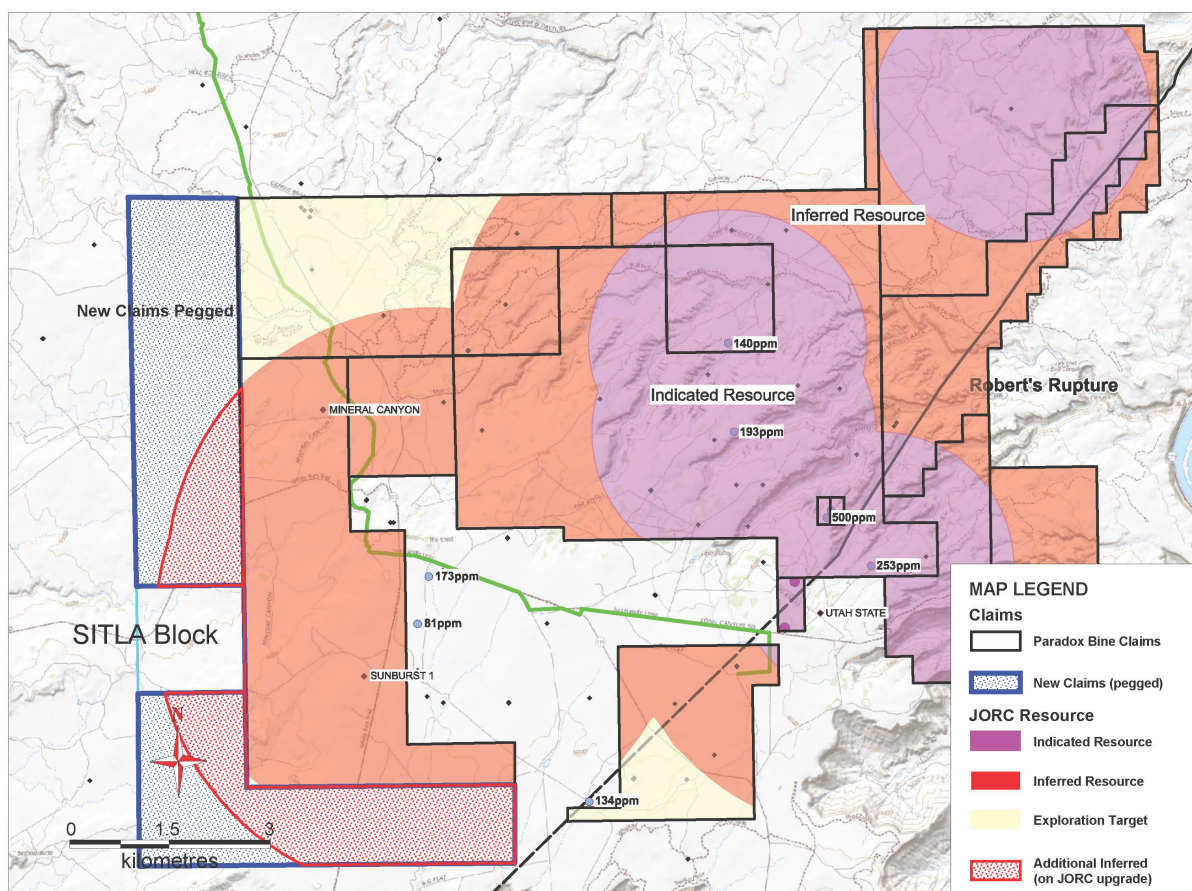 Inferred Resource
New Claims Pegged
140ppm
Robert's Rupture
Indicated Resource
MINERAL CANYON
193ppm
500ppm
253ppm
173ppm
UTAH STATE
81ppm
SITLA Block
SUNBURST 1
N
134ppm
0 1.5 3
kilometres
MAP LEGEND
Claims
Paradox Bine Claims
New Claims (pegged)
JORC Resource
Indicated Resource
Inferred Resource
Exploration Target
Additional Inferred
(on JORC upgrade)